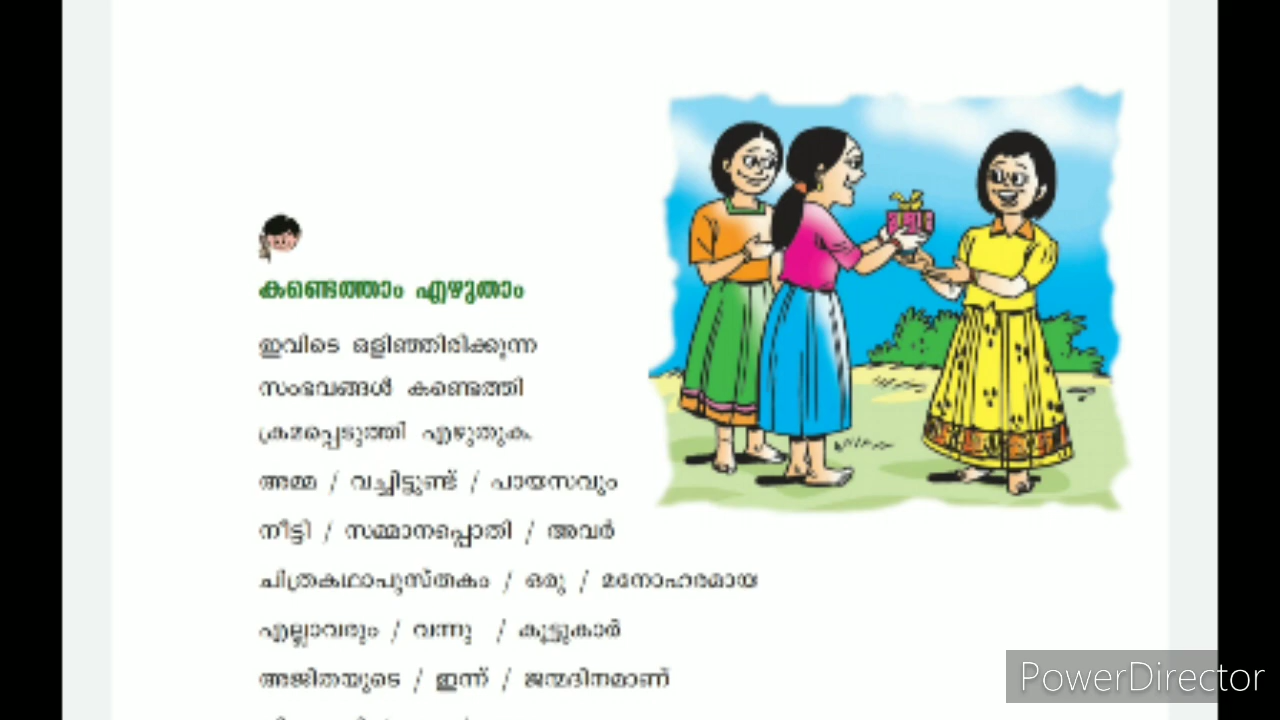 കണ്ടെത്താം എഴുതാം
ഇവിടെ ഒളിഞ്ഞിരിക്കുന്ന
സംഭവങ്ങൾ കണ്ടെത്തി
ക്രമപ്പെടുത്തി എഴുതുക.
അമ്മ / വച്ചിട്ടുണ്ട് / പായസവും
നീട്ടി / സമ്മാനപ്പൊതി / അവർ
ചിത്രകഥാപുസ്തകം / ഒരു / മനോഹരമായ
എല്ലാവരും / വന്നു / കൂട്ടുകാർ
അജിതയുടെ / ഇന്ന് / ജന്മദിനമാണ്
PowerDirector